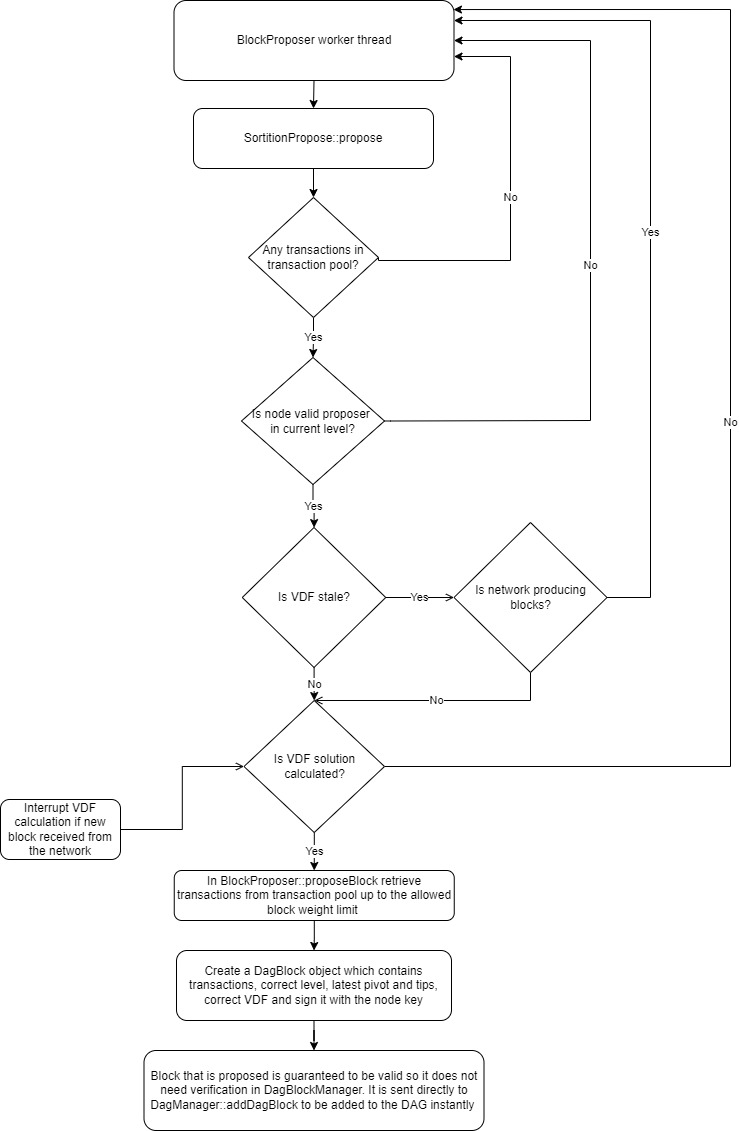 BlockProposer worker thread
SortitionPropose::propose
No
Any transactions in
transaction pool?
Yes
No
Yes
Is node valid proposer
in current level?
No
Yes
Is VDF stale?
Yes
Is network producing
blocks?
No
No
Is VDF solution
calculated?
Interrupt VDF
calculation if new
block received from
the network
Yes
In BlockProposer::proposeBlock retrieve
transactions from transaction pool up to the allowed
block weight limit
Create a DagBlock object which contains
transactions, correct level, latest pivot and tips,
correct VDF and sign it with the node key
Block that is proposed is guaranteed to be valid so it does not
need verification in DagBlockManager. It is sent directly to
DagManager::addDagBlock to be added to the DAG instantly